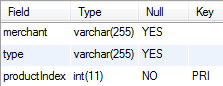 Field Type Null Key
merchant varchar(255) YES
type varchar(255) YES
productIndex int(11) NO PRI